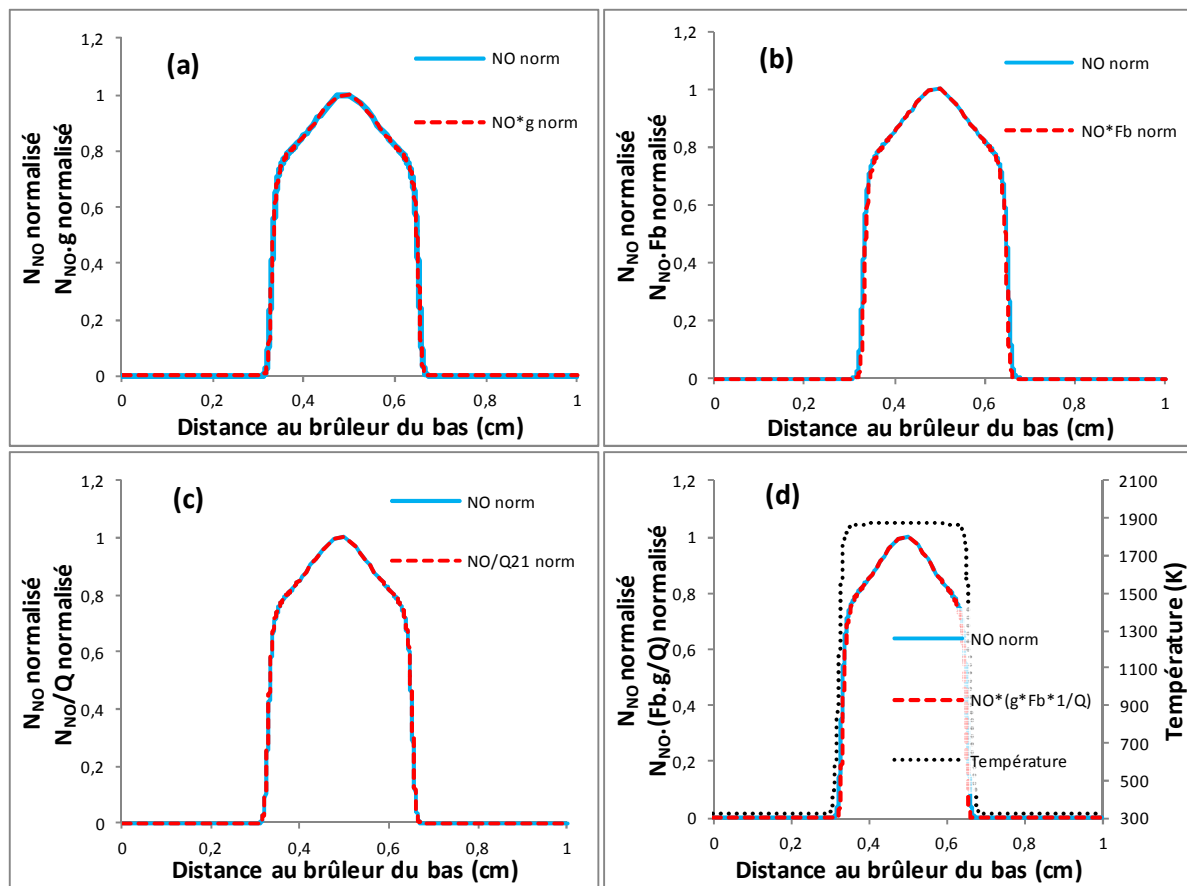 (a)
NO norm
NO*g norm
1,2
1
0,8
0,6
0,4
0,2
0
0 0,2 0,4 0,6 0,8 1
N_NO normalisé
N_NO.g normalisé
Distance au brûleur du bas (cm)
(b)
NO norm
NO*Fb norm
1,2
1
0,8
0,6
0,4
0,2
0
0 0,2 0,4 0,6 0,8 1
N_NO normalisé
N_NO.Fb normalisé
Distance au brûleur du bas (cm)
(c)
NO norm
NO/Q21 norm
1,2
1
0,8
0,6
0,4
0,2
0
0 0,2 0,4 0,6 0,8 1
N_NO normalisé
N_NO/Q normalisé
Distance au brûleur du bas (cm)
(d)
NO norm
NO*(g*Fb*1/Q)
Température
1,2
1
0,8
0,6
0,4
0,2
0
0 0,2 0,4 0,6 0,8 1
2100
1900
1700
1500
1300
1100
900
700
500
300
N_NO normalisé
N_NO.(Fb.g/Q) normalisé
Température (K)
Distance au brûleur du bas (cm)